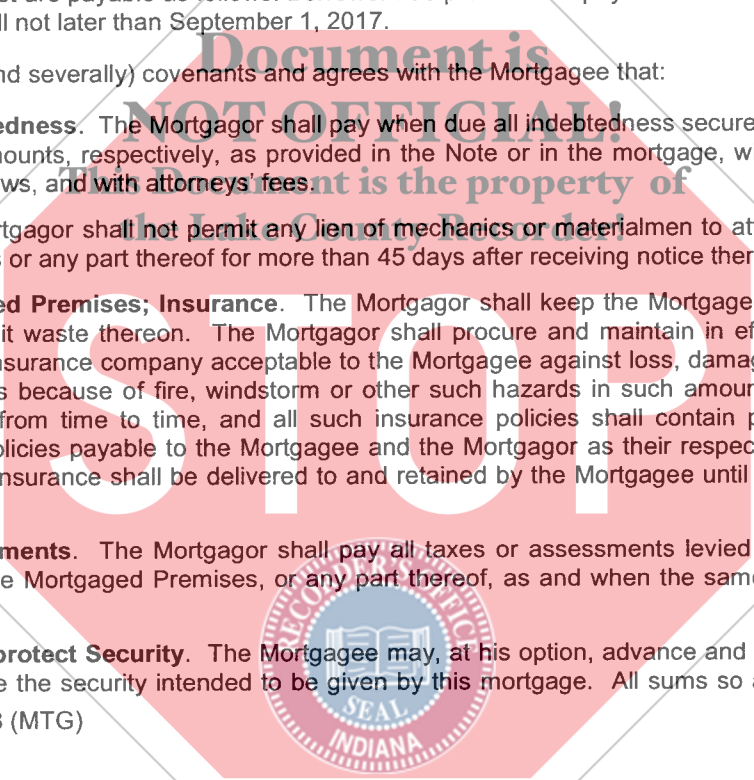 are payable as follows:
ll not later than September 1, 2017.
Document is
nd severally) covenants and agrees with the Mortgagee that:
NOT OFFICIAL!
edness. The Mortgagor shall pay when due all indebtedness secure
nounts, respectively, as provided in the Note or in the mortgage, w
ws, and with attorneys' fees.
This Document is the property of
the Lake County Recorder!
rtgagor shall not permit any lien of mechanics or materialmen to at
s or any part thereof for more than 45 days after receiving notice ther
ed Premises; Insurance. The Mortgagor shall keep the Mortgage
it waste thereon. The Mortgagor shall procure and maintain in ef
nsurance company acceptable to the Mortgagee against loss, damag
s because of fire, windstorm or other such hazards in such amoun
from time to time, and all such insurance policies shall contain p
olicies payable to the Mortgagee and the Mortgagor as their respec
nsurance shall be delivered to and retained by the Mortgagee until
STOP
ments. The Mortgagor shall pay all taxes or assessments levied
e Mortgaged Premises, or any part thereof, as and when the same
protect Security. The Mortgagee may, at his option, advance and
e the security intended to be given by this mortgage. All sums so a
(MTG)
RECORDER'S OFFICE
SEAL
INDIANA